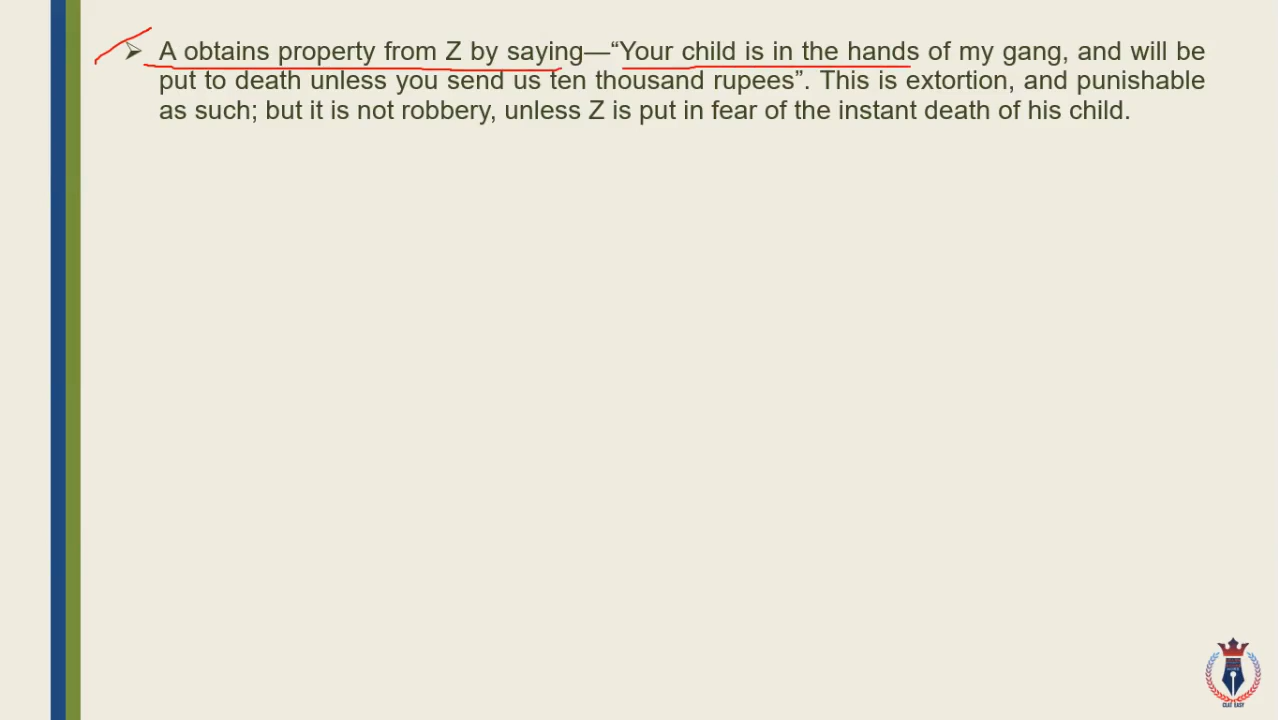 ➢ A obtains property from Z by saying—“Your child is in the hands of my gang, and will be
put to death unless you send us ten thousand rupees”. This is extortion, and punishable
as such; but it is not robbery, unless Z is put in fear of the instant death of his child.
CLAT EASY